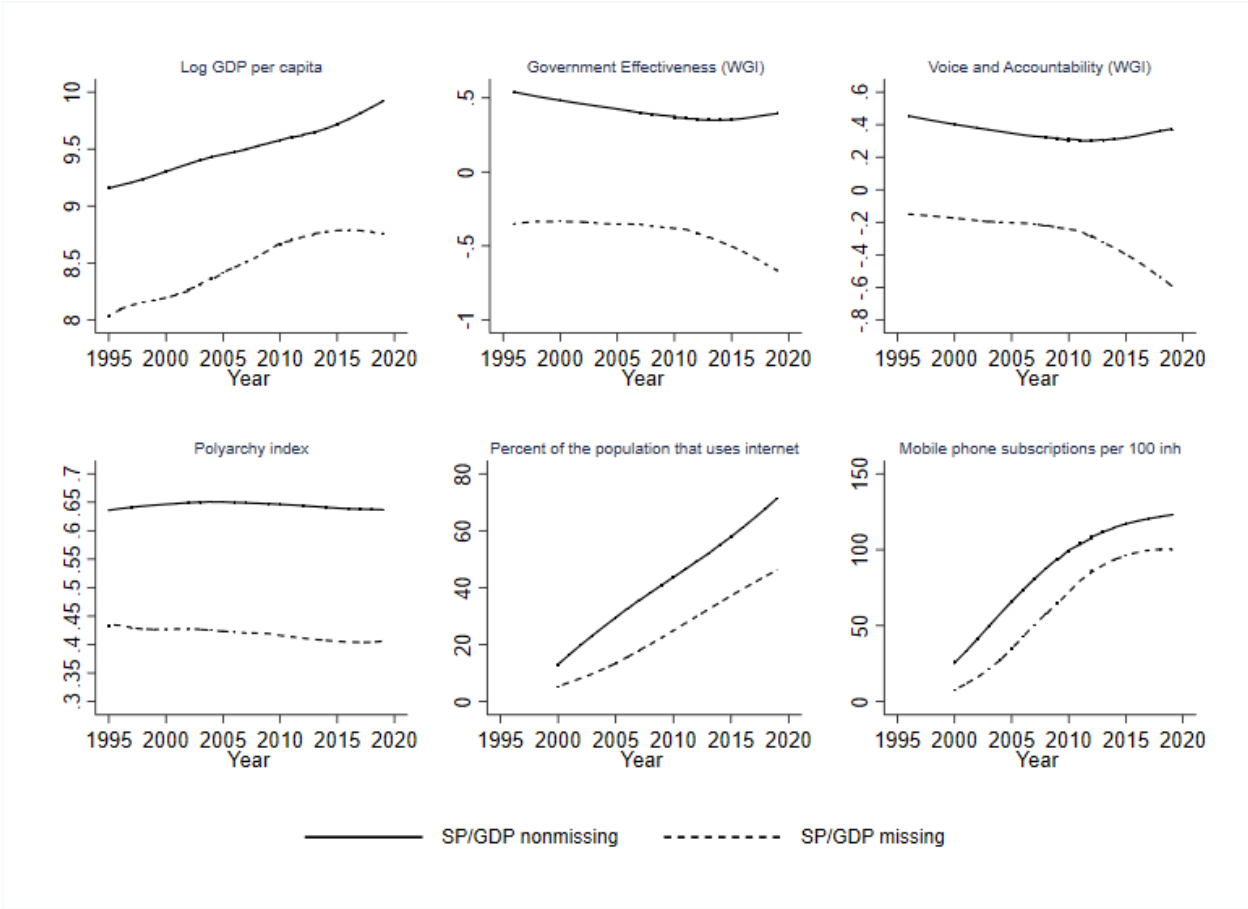 Log GDP per capita
10
9.5
9
8.5
8
1995 2000 2005 2010 2015 2020
Year
Government Effectiveness (WGI)
.5
0
-.5
-1
1995 2000 2005 2010 2015 2020
Year
Voice and Accountability (WGI)
.6
.4
.2
0
-.2
-.4
-.6
-.8
1995 2000 2005 2010 2015 2020
Year
Polyarchy index
.7
.65
.6
.55
.5
.45
.4
.35
.3
1995 2000 2005 2010 2015 2020
Year
Percent of the population that uses internet
80
60
40
20
0
1995 2000 2005 2010 2015 2020
Year
Mobile phone subscriptions per 100 inh
150
100
50
0
1995 2000 2005 2010 2015 2020
Year
SP/GDP nonmissing SP/GDP missing